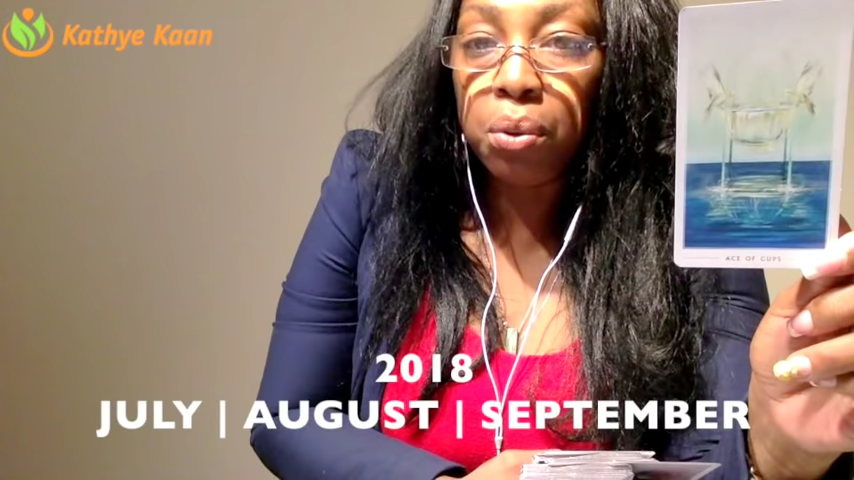 Kathye Kaan
ACE OF CUPS
2018
JULY | AUGUST | SEPTEMBER